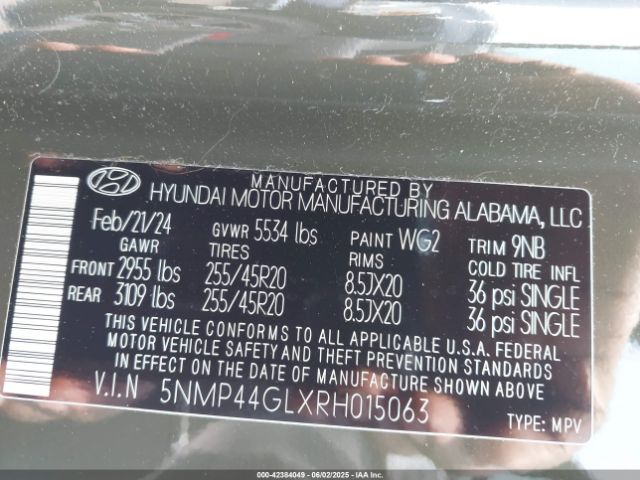 MANUFACTURED BY
HYUNDAI MOTOR MANUFACTURING ALABAMA, LLC
Feb/21/24 GVWR 5534 lbs PAINT WG2 TRIM 9NB
GAWR TIRES RIMS COLD TIRE INFL
FRONT 2955 lbs 255/45R20 8.5JX20 36 psi SINGLE
REAR 3109 lbs 255/45R20 8.5JX20 36 psi SINGLE
THIS VEHICLE CONFORMS TO ALL APPLICABLE U.S.A. FEDERAL
MOTOR VEHICLE SAFETY AND THEFT PREVENTION STANDARDS
IN EFFECT ON THE DATE OF MANUFACTURE SHOWN ABOVE.
V.I.N 5NMP44GLXRH015063
TYPE: MPV
000-42384049 - 06/02/2025 - IAAI.com